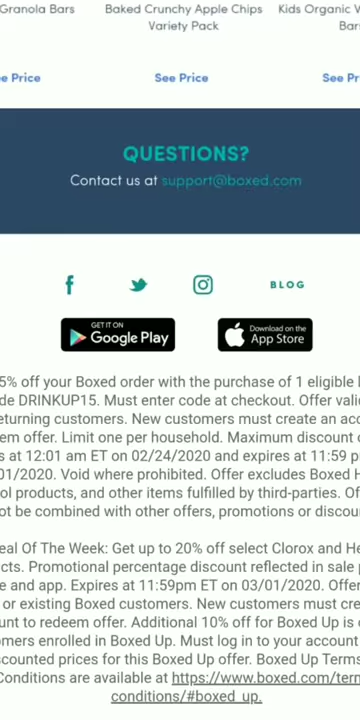 Granola Bars
Baked Crunchy Apple Chips
Kids Organic
Variety Pack
Bars
See Price
QUESTIONS?
Contact us at support@boxed.com
BLOG
GET IT ON
Google Play
Download on the
App Store
5% off your Boxed order with the purchase of 1 eligible
de DRINKUP15. Must enter code at checkout. Offer vali
eturning customers. New customers must create an acc
em offer. Limit one per household. Maximum discount
s at 12:01 am ET on 02/24/2020 and expires at 11:59 p
01/2020. Void where prohibited. Offer excludes Boxed
ol products, and other items fulfilled by third-parties. Of
ot be combined with other offers, promotions or discou
eal Of The Week: Get up to 20% off select Clorox and He
cts. Promotional percentage discount reflected in sale
e and app. Expires at 11:59pm ET on 03/01/2020. Offer
or existing Boxed customers. New customers must cre
unt to redeem offer. Additional 10% off for Boxed Up is
omers enrolled in Boxed Up. Must log in to your account
scounted prices for this Boxed Up offer. Boxed Up Terms
Conditions are available at https://www.boxed.com/term
conditions/#boxed_up.